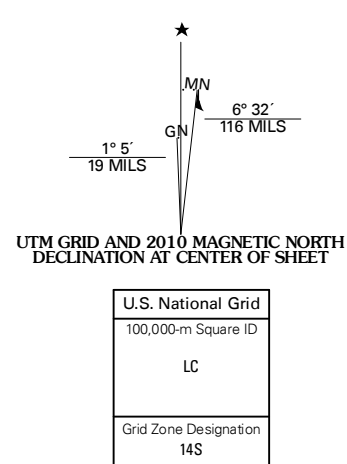 ★
MN
6° 32´
116 MILS
GN
1° 5´
19 MILS
UTM GRID AND 2010 MAGNETIC NORTH
DECLINATION AT CENTER OF SHEET
U.S. National Grid
100,000-m Square ID
LC
Grid Zone Designation
14S